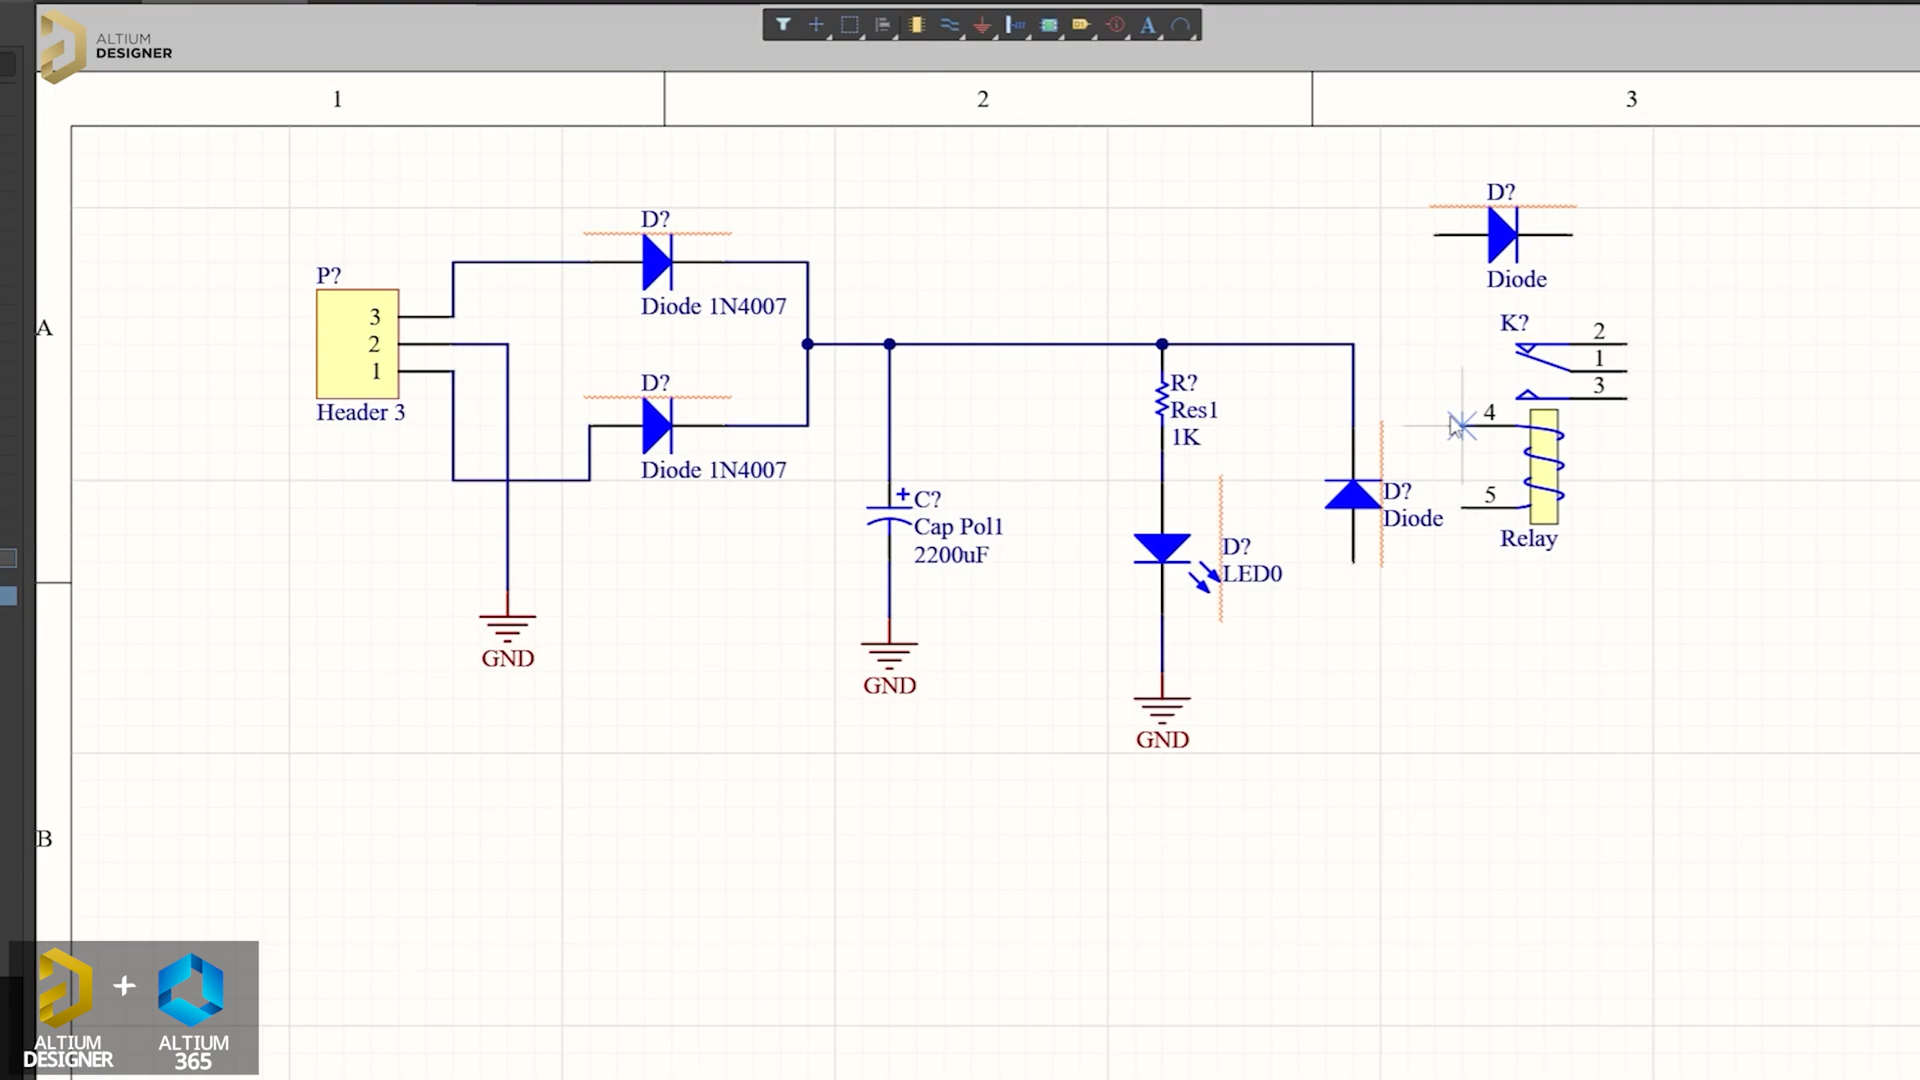 ALTIUM
DESIGNER
A
1
2
3
D?
Diode
D?
Diode 1N4007
P?
3
2
1
Header 3
A
K?
2
1
3
4
5
Relay
D?
Diode 1N4007
R?
Res1
1K
C?
Cap Pol1
2200uF
D?
Diode
D?
LED0
GND
GND
GND
B
ALTIUM
DESIGNER
+
ALTIUM
365